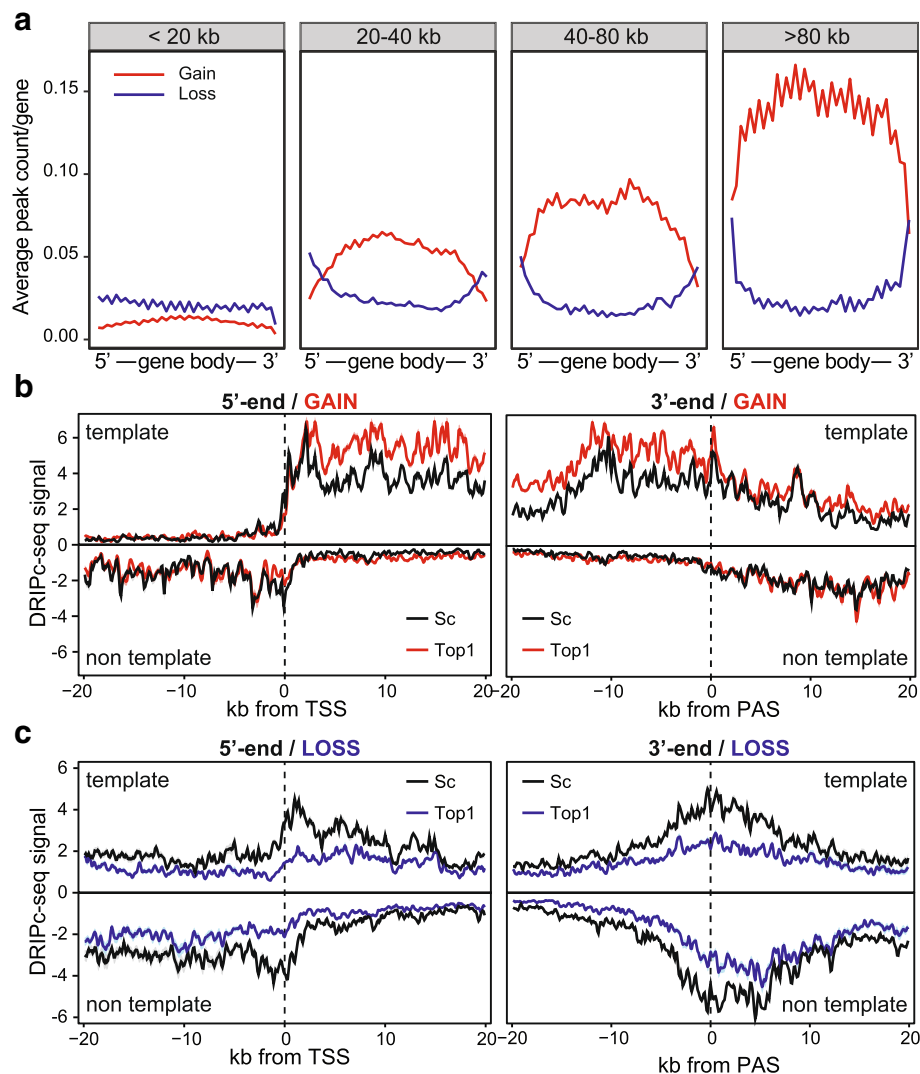 a
< 20 kb
20-40 kb
40-80 kb
>80 kb
Average peak count/gene
0.15
0.10
0.05
0.00
Gain
Loss
5’ —gene body— 3’
5’ —gene body— 3’
5’ —gene body— 3’
5’ —gene body— 3’
b
5’-end / GAIN
3’-end / GAIN
DRIPc-seq signal
6
4
2
0
−2
-4
-6
template
non template
Sc
Top1
template
non template
Sc
Top1
−20
−10
0
10
20
−20
−10
0
10
20
kb from TSS
kb from PAS
c
5’-end / LOSS
3’-end / LOSS
DRIPc-seq signal
6
4
2
0
−2
-4
-6
template
non template
Sc
Top1
template
non template
Sc
Top1
−20
−10
0
10
20
−20
−10
0
10
20
kb from TSS
kb from PAS